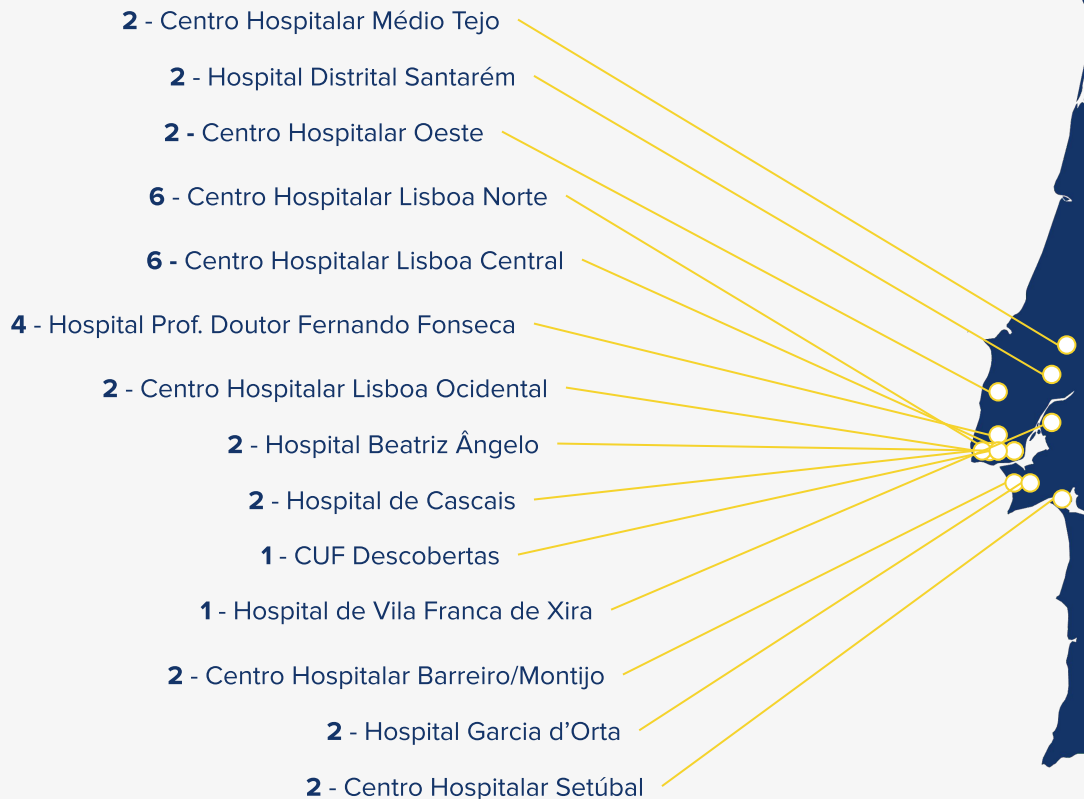 2 - Centro Hospitalar Médio Tejo
2 - Hospital Distrital Santarém
2 - Centro Hospitalar Oeste
6 - Centro Hospitalar Lisboa Norte
6 - Centro Hospitalar Lisboa Central
4 - Hospital Prof. Doutor Fernando Fonseca
2 - Centro Hospitalar Lisboa Ocidental
2 - Hospital Beatriz Ângelo
2 - Hospital de Cascais
1 - CUF Descobertas
1 - Hospital de Vila Franca de Xira
2 - Centro Hospitalar Barreiro/Montijo
2 - Hospital Garcia d’Orta
2 - Centro Hospitalar Setúbal